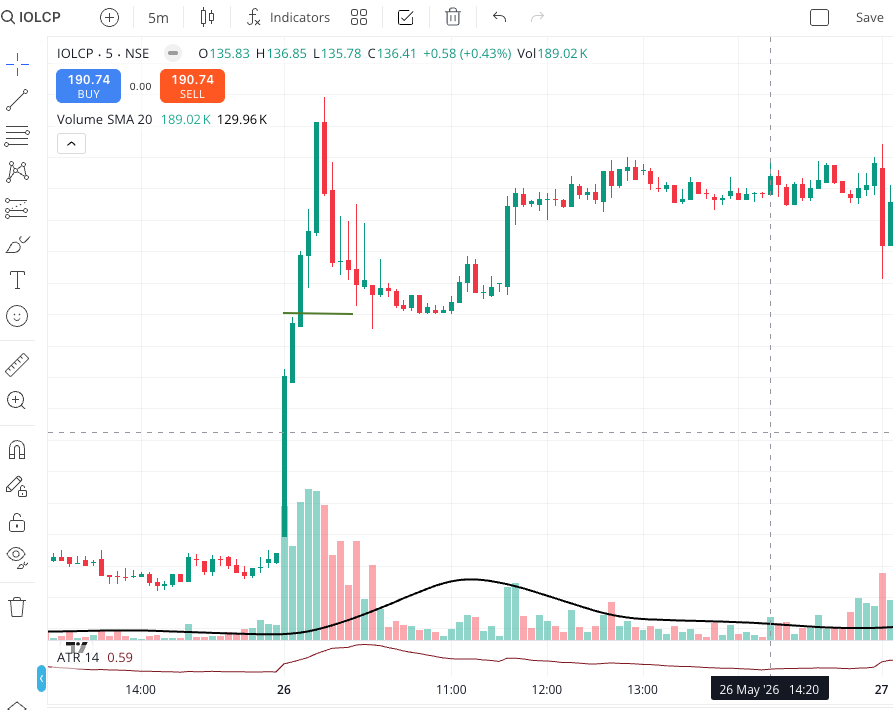 IOLCP 5m Indicators Save
IOLCP · 5 · NSE O135.83 H136.85 L135.78 C136.41 +0.58 (+0.43%) Vol189.02 K
190.74 BUY 0.00 190.74 SELL
Volume SMA 20 189.02 K 129.96 K
ATR 14 0.59
14:00 26 11:00 12:00 13:00 26 May '26 14:20 27